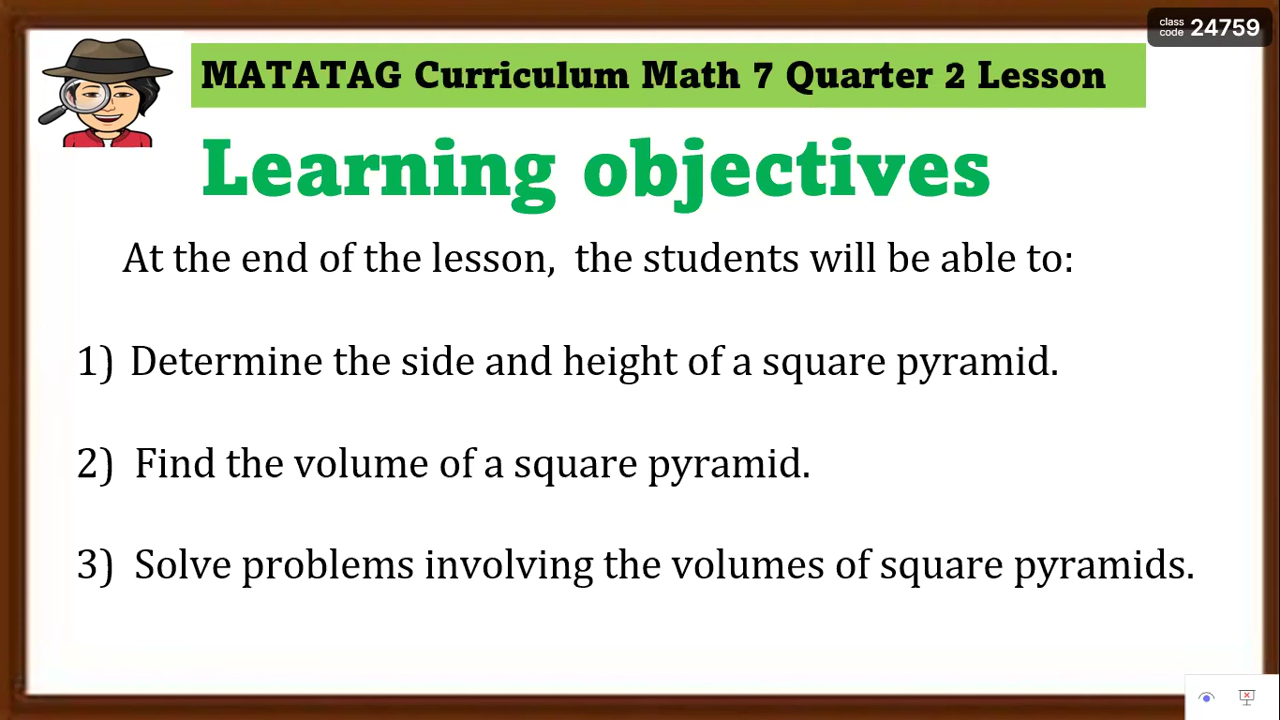 class code 24759
MATATAG Curriculum Math 7 Quarter 2 Lesson
Learning objectives
At the end of the lesson, the students will be able to:
1) Determine the side and height of a square pyramid.
2) Find the volume of a square pyramid.
3) Solve problems involving the volumes of square pyramids.